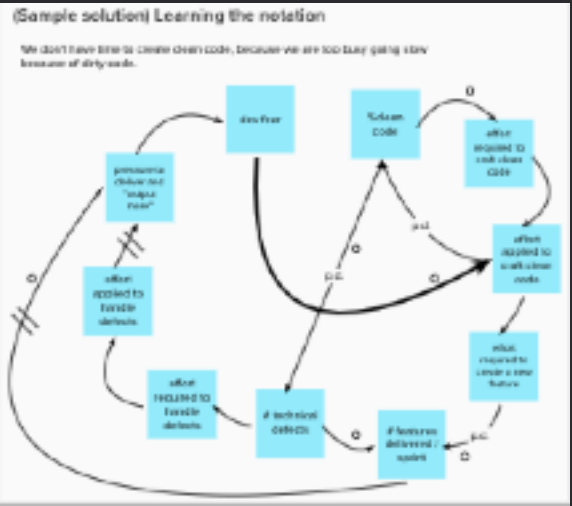 (Sample solution) Learning the notation
We don't have time to create clean code, because we are too busy going slow
because of dirty code.
dev fear
code
O
effort
required to
craft clean
code
pressure to
deliver and
"output
more"
effort
applied to
craft clean
code
O
O
O
effort
applied to
handle
defects
effort
required to
create a new
feature
effort
required to
handle
defects
# technical
defects
O
# features
delivered /
sprint
O